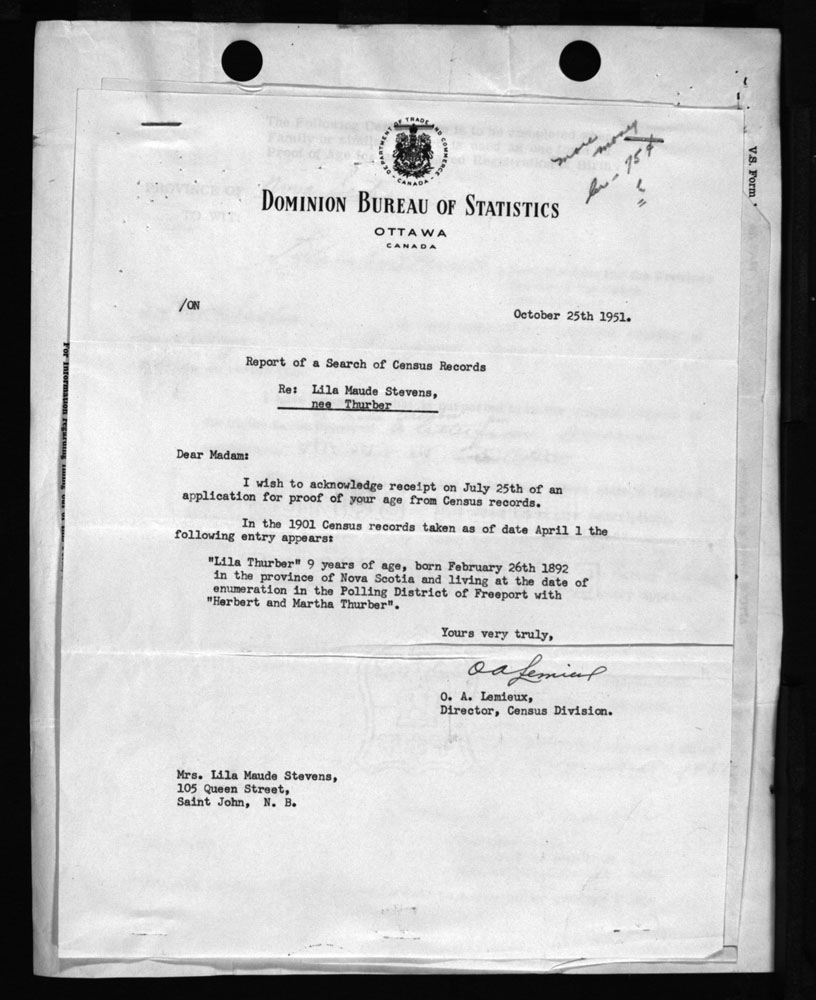 DEPARTMENT OF TRADE AND COMMERCE
CANADA
more money
for - 95¢
DOMINION BUREAU OF STATISTICS
OTTAWA
CANADA
V.S. Form
/ON
October 25th 1951.
Report of a Search of Census Records
Re: Lila Maude Stevens,
nee Thurber
Dear Madam:
I wish to acknowledge receipt on July 25th of an
application for proof of your age from Census records.
In the 1901 Census records taken as of date April 1 the
following entry appears:
"Lila Thurber" 9 years of age, born February 26th 1892
in the province of Nova Scotia and living at the date of
enumeration in the Polling District of Freeport with
"Herbert and Martha Thurber".
Yours very truly,
O A Lemieux
O. A. Lemieux,
Director, Census Division.
Mrs. Lila Maude Stevens,
105 Queen Street,
Saint John, N. B.